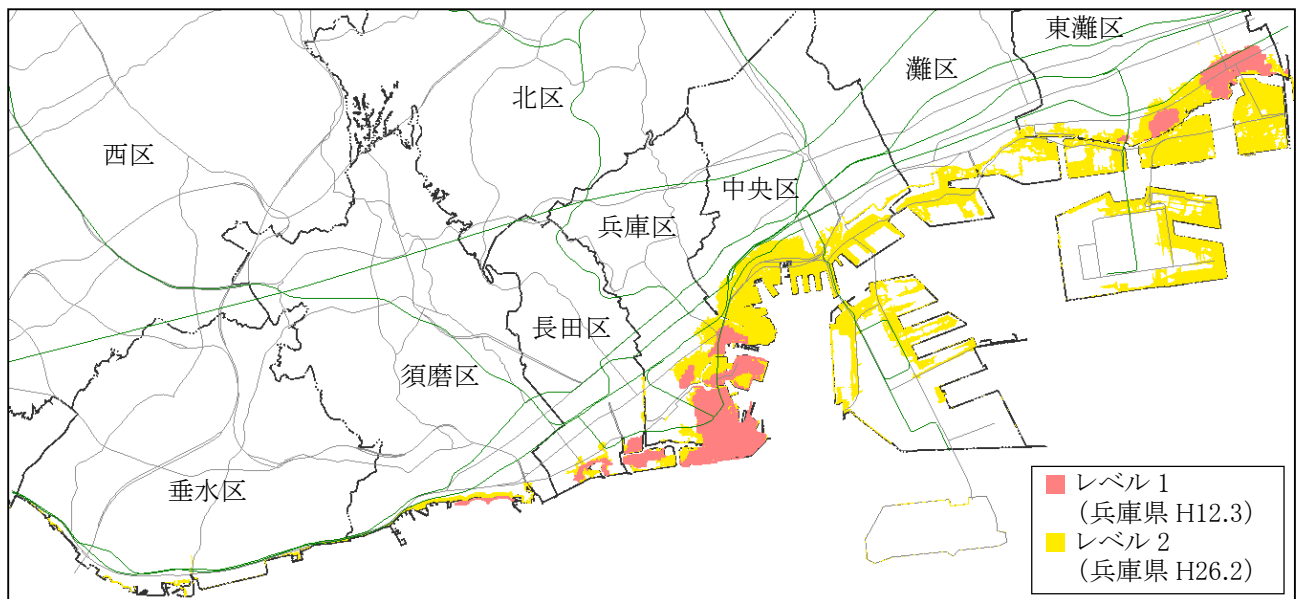 東灘区
灘区
北区
西区
中央区
兵庫区
長田区
須磨区
垂水区
レベル1
（兵庫県 H12.3）
レベル2
（兵庫県 H26.2）